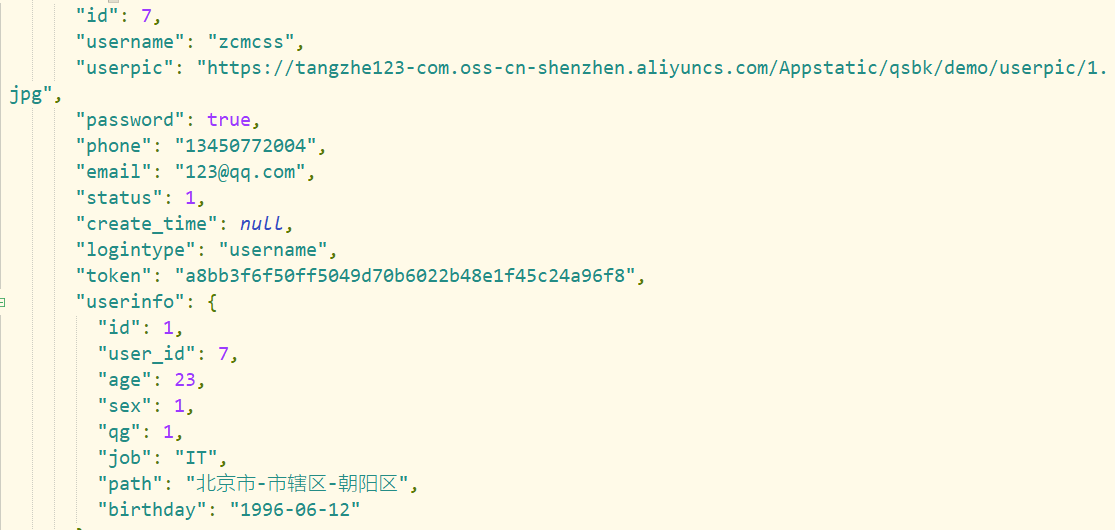 "id": 7,
"username": "zcmcss",
"userpic": "https://tangzhe123-com.oss-cn-shenzhen.aliyuncs.com/Appstatic/qsbk/demo/userpic/1.
jpg",
"password": true,
"phone": "13450772004",
"email": "123@qq.com",
"status": 1,
"create_time": null,
"logintype": "username",
"token": "a8bb3f6f50ff5049d70b6022b48e1f45c24a96f8",
"userinfo": {
"id": 1,
"user_id": 7,
"age": 23,
"sex": 1,
"qg": 1,
"job": "IT",
"path": "北京市-市辖区-朝阳区",
"birthday": "1996-06-12"